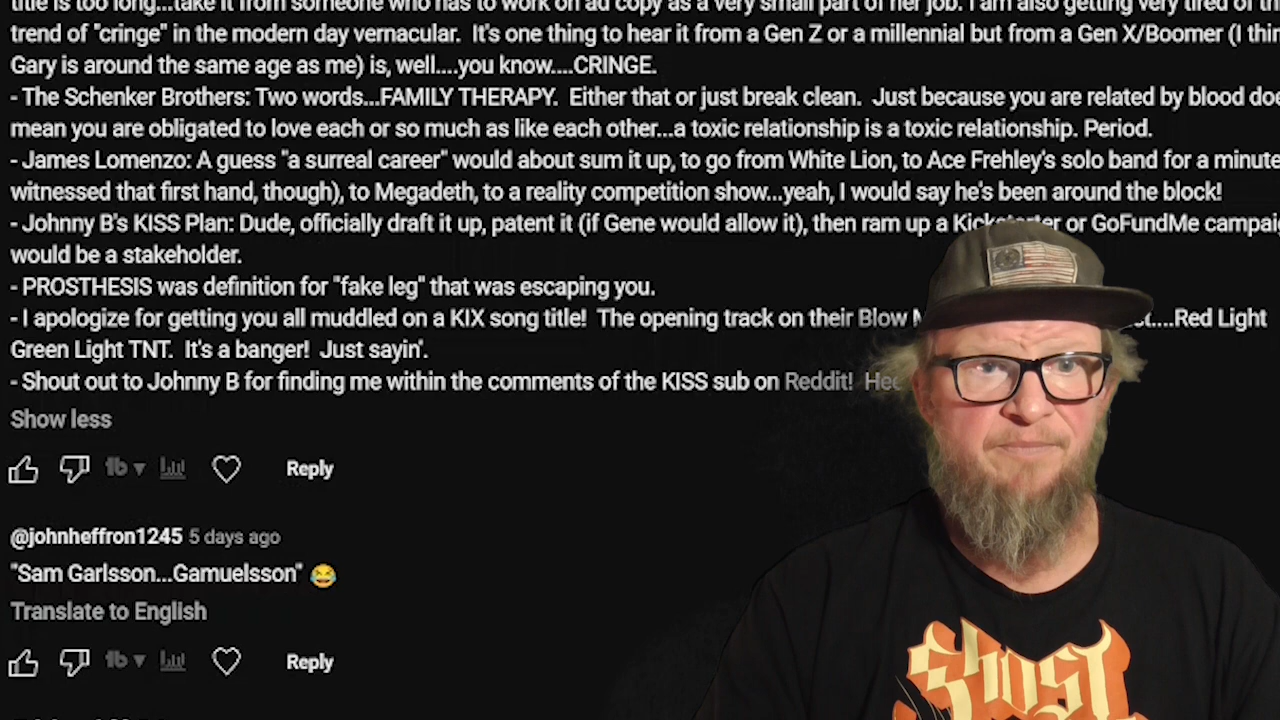 title is too long...take it from someone who has to work on ad copy as a very small part of her job. I am also getting very tired of
trend of "cringe" in the modern day vernacular.  It's one thing to hear it from a Gen Z or a millennial but from a Gen X/Boomer (I
Gary is around the same age as me) is, well....you know....CRINGE.
- The Schenker Brothers: Two words...FAMILY THERAPY.  Either that or just break clean.  Just because you are related by blood
mean you are obligated to love each or so much as like each other...a toxic relationship is a toxic relationship. Period.
- James Lomenzo: A guess "a surreal career" would about sum it up, to go from White Lion, to Ace Frehley's solo band for a minute
witnessed that first hand, though), to Megadeth, to a reality competition show...yeah, I would say he's been around the block!
- Johnny B's KISS Plan: Dude, officially draft it up, patent it (if Gene would allow it), then ram up a Kickstarter or GoFundMe
would be a stakeholder.
- PROSTHESIS was definition for "fake leg" that was escaping you.
- I apologize for getting you all muddled on a KIX song title!  The opening track on their Blow Red Light
Green Light TNT.  It's a banger!  Just sayin'.
- Shout out to Johnny B for finding me within the comments of the KISS sub on Reddit!
Show less
Reply
@johnheffron1245 5 days ago
"Sam Garlsson...Gamuelsson" 😂
Translate to English
Reply
Ghost